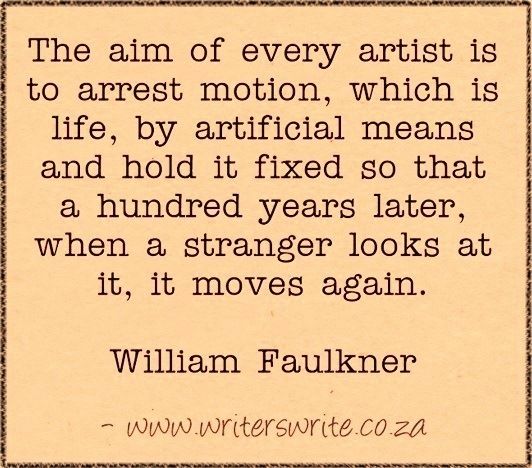 The aim of every artist is
to arrest motion, which is
life, by artificial means
and hold it fixed so that
a hundred years later,
when a stranger looks at
it, it moves again.
William Faulkner
- www.writerswrite.co.za